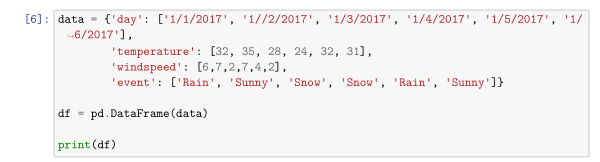 [6]: data = {'day': ['1/1/2017', '1//2/2017', '1/3/2017', '1/4/2017', '1/5/2017', '1/
↪6/2017'],
        'temperature': [32, 35, 28, 24, 32, 31],
        'windspeed': [6,7,2,7,4,2],
        'event': ['Rain', 'Sunny', 'Snow', 'Snow', 'Rain', 'Sunny']}
df = pd.DataFrame(data)
print(df)